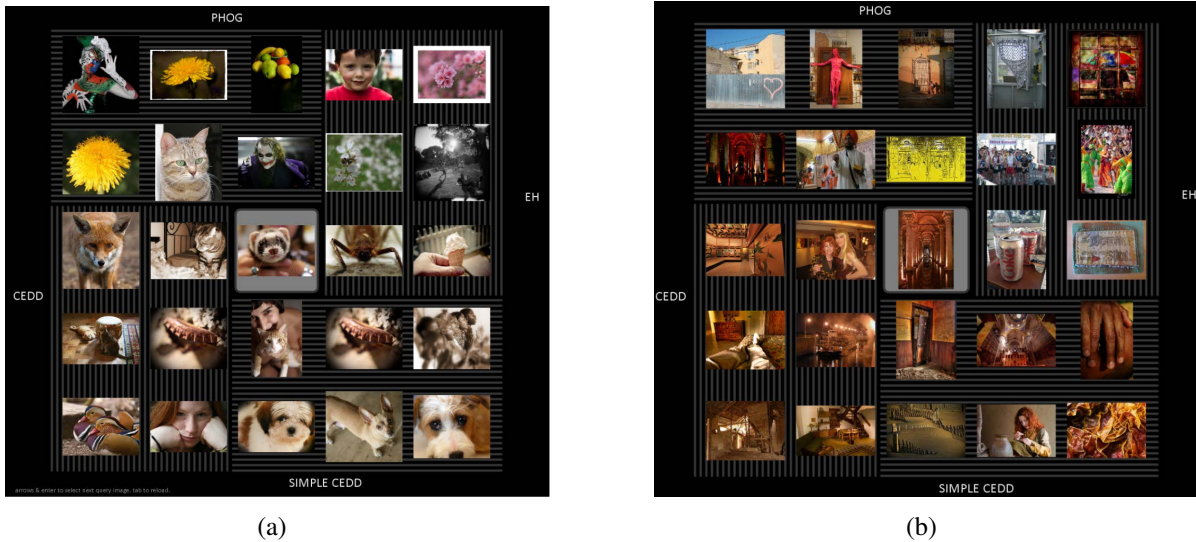 PHOG
EH
CEDD
SIMPLE CEDD
arrows & enter to select next query image. tab to reload.
(a)
PHOG
EH
CEDD
SIMPLE CEDD
(b)